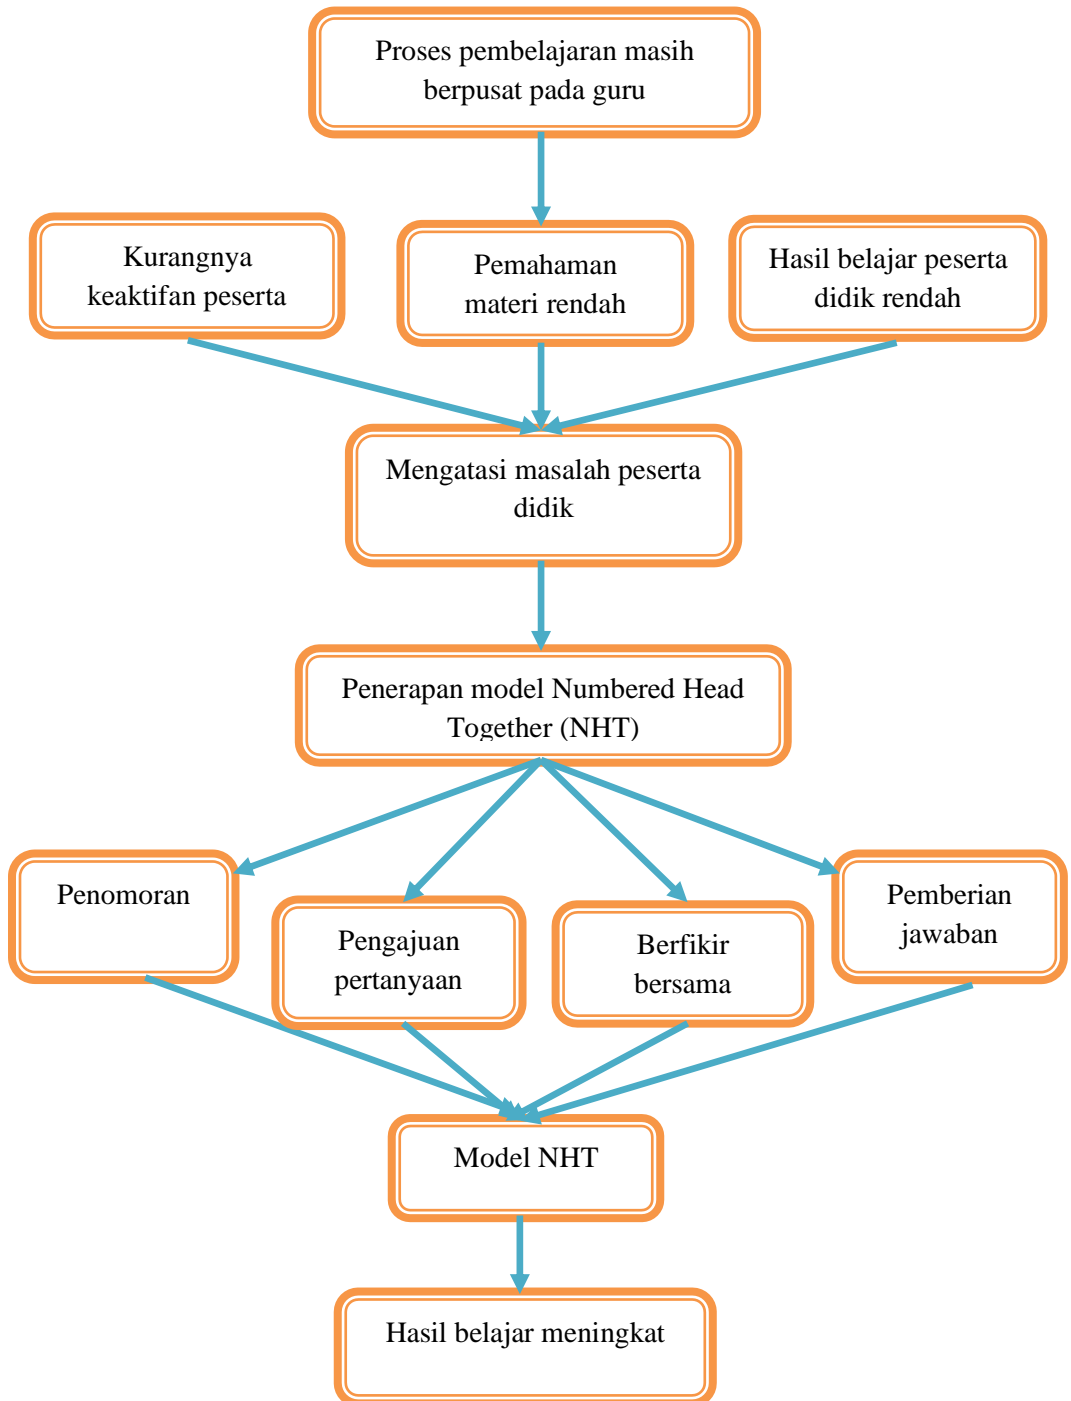 Proses pembelajaran masih
berpusat pada guru
Kurangnya
keaktifan peserta
Pemahaman
materi rendah
Hasil belajar peserta
didik rendah
Mengatasi masalah peserta
didik
Penerapan model Numbered Head
Together (NHT)
Penomoran
Pengajuan
pertanyaan
Berfikir
bersama
Pemberian
jawaban
Model NHT
Hasil belajar meningkat